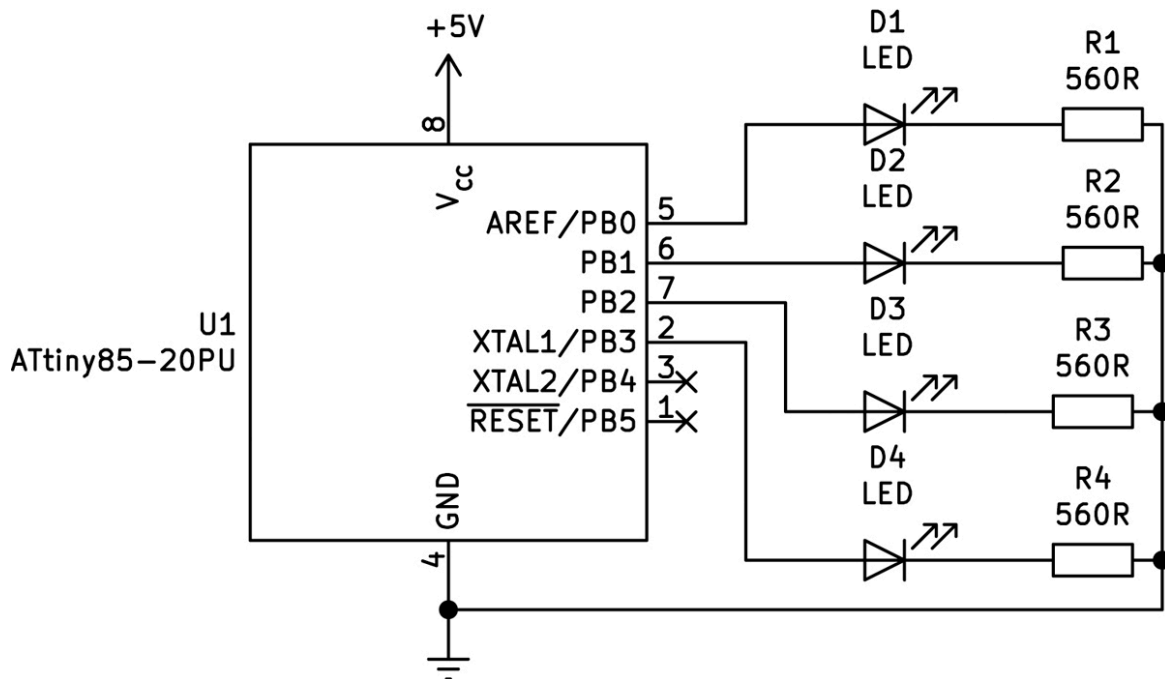 +5V
8
VCC
U1
ATtiny85-20PU
AREF/PB0 5
PB1 6
PB2 7
XTAL1/PB3 2
XTAL2/PB4 3
RESET/PB5 1
GND
4
D1
LED
R1
560R
D2
LED
R2
560R
D3
LED
R3
560R
D4
LED
R4
560R